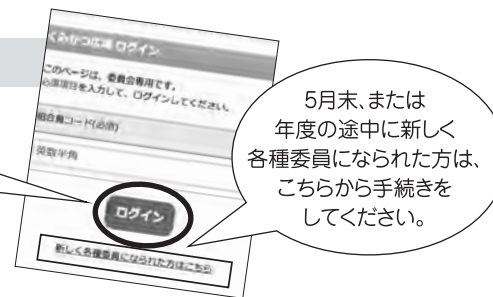 くみかつ広場 ログイン
このページは、委員会専用です。
必須項目を入力して、ログインしてください。
組合員コード(必須)
英数半角
ログイン
新しく各種委員になられた方はこちら
5月末、または
年度の途中に新しく
各種委員になられた方は、
こちらから手続きを
してください。